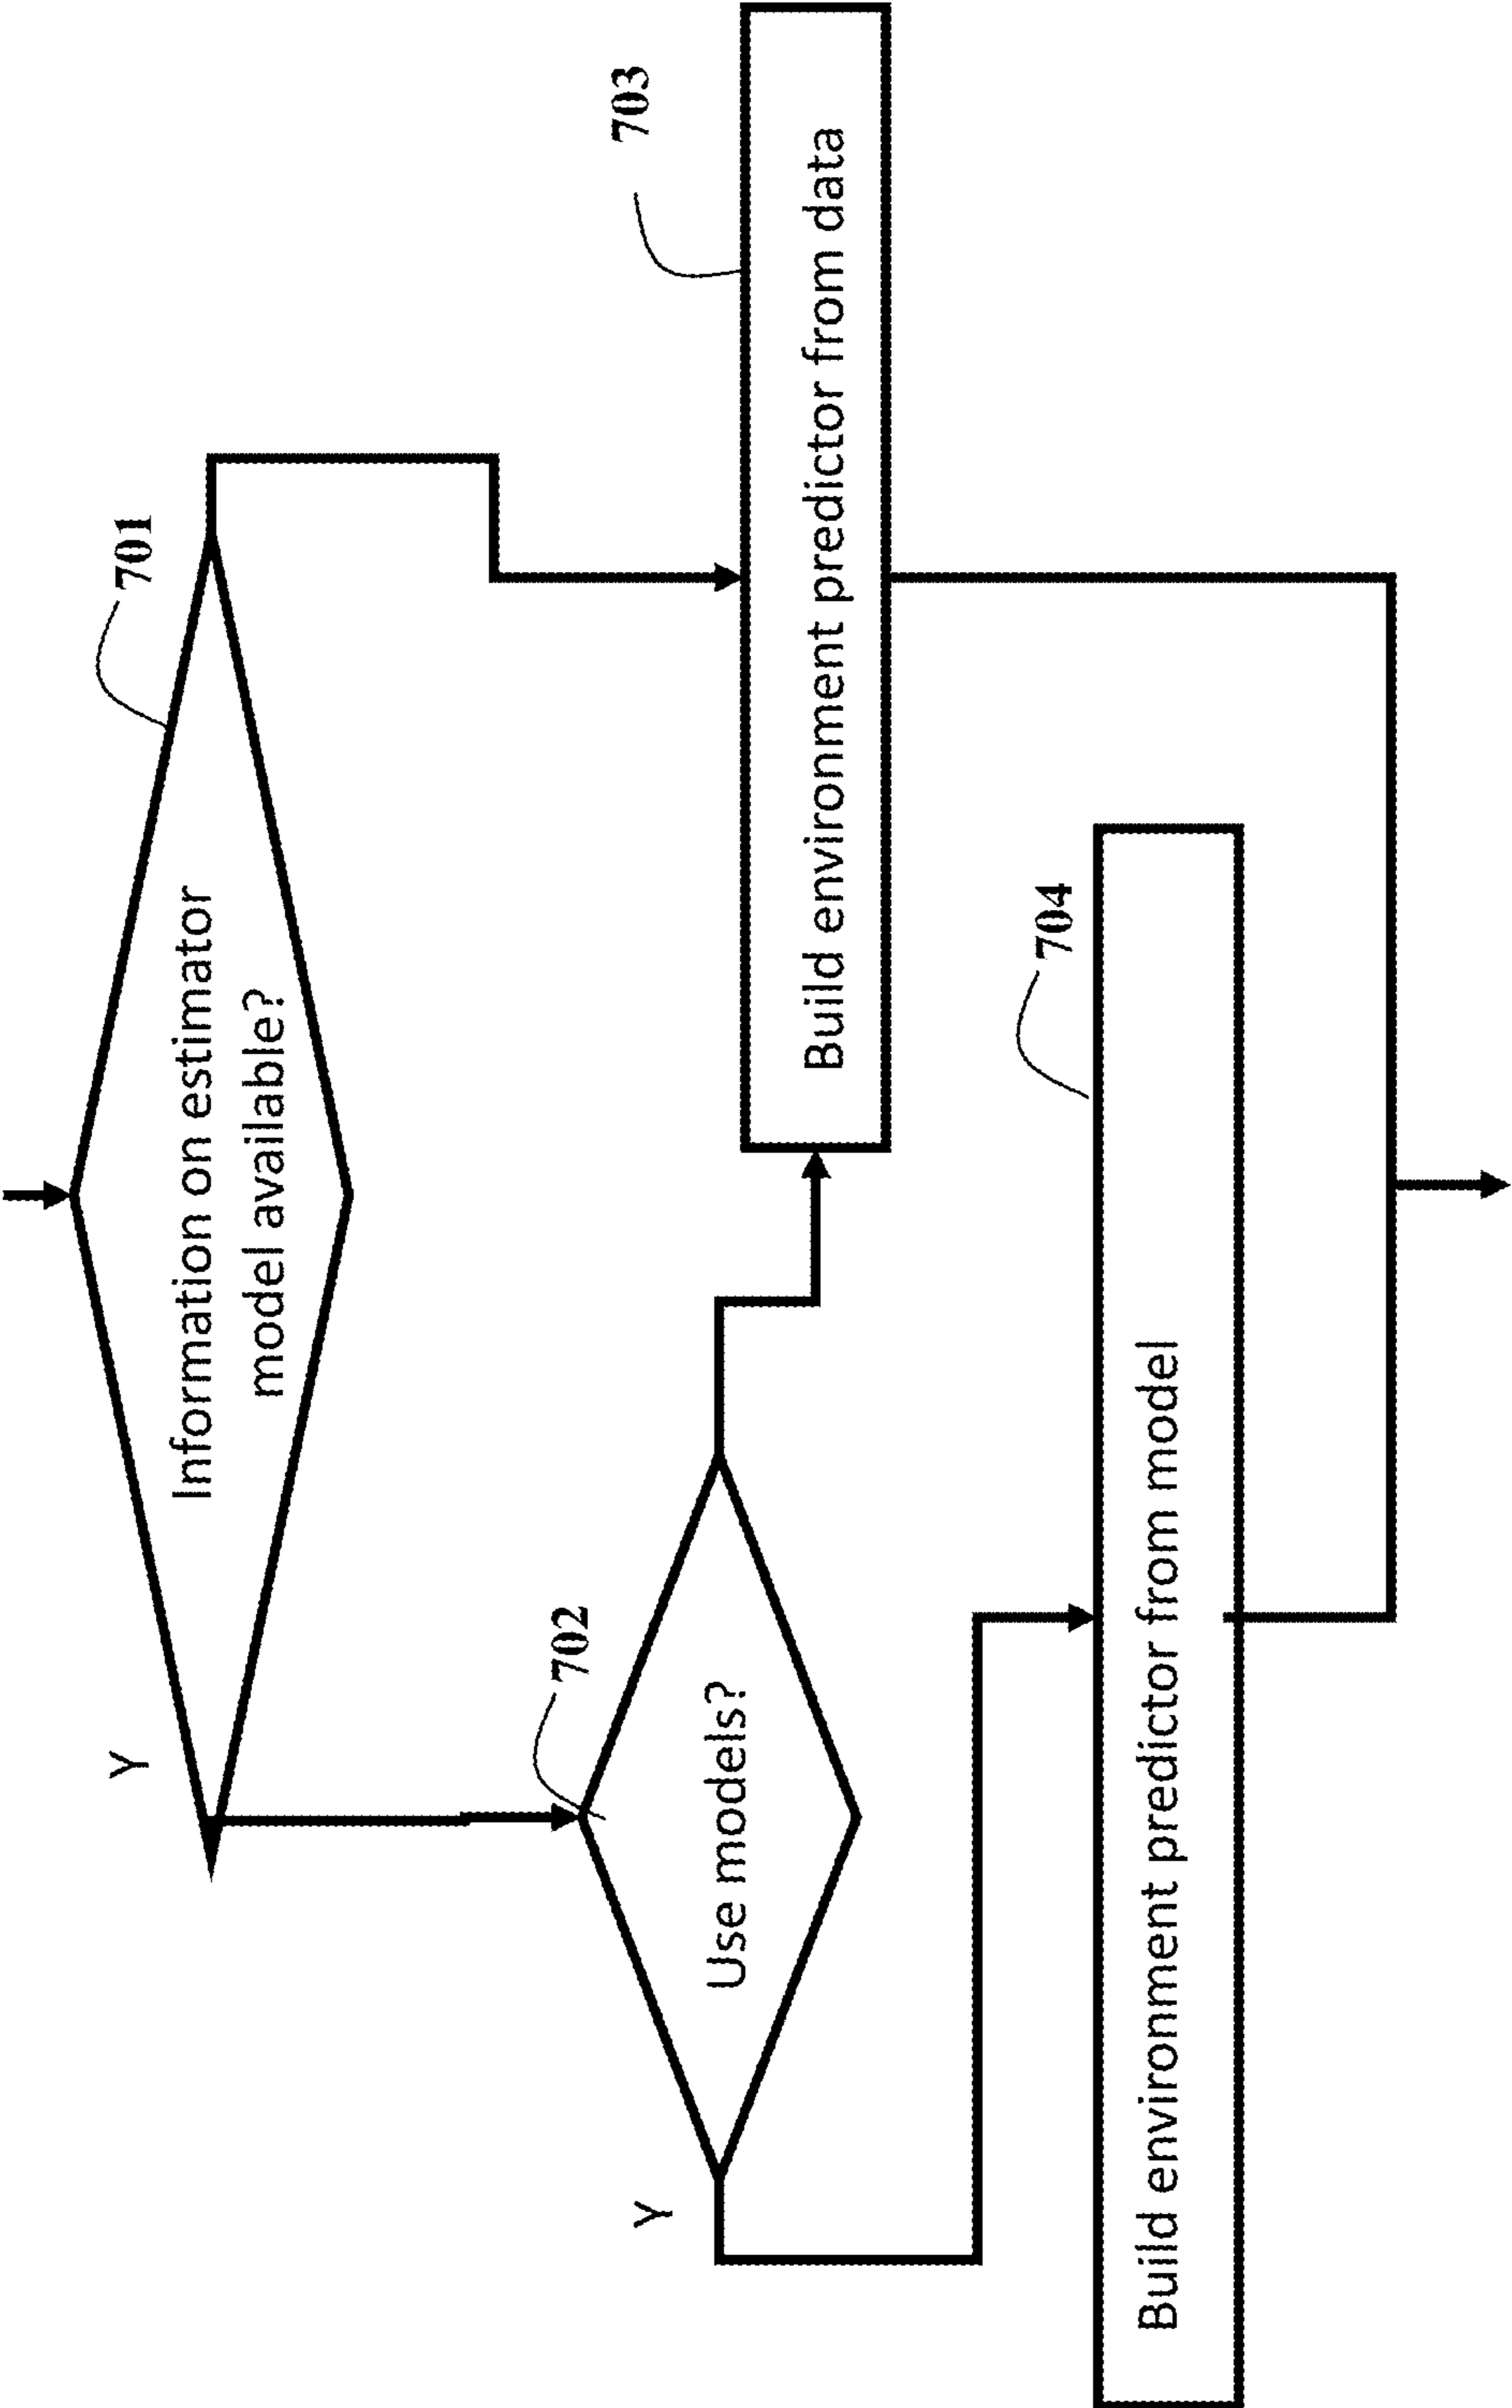 701
Information on estimator
model available?
Y
702
Use models?
Y
703
Build environment predictor from data
704
Build environment predictor from model